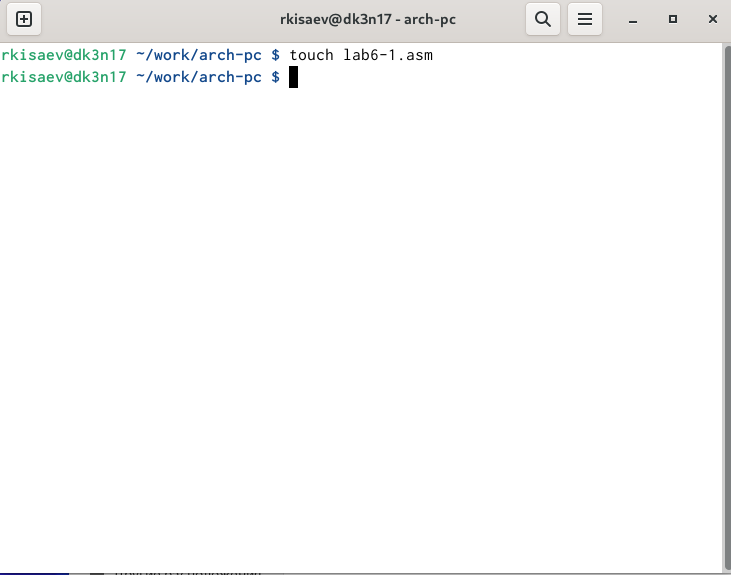 rkisaev@dk3n17 - arch-pc
rkisaev@dk3n17 ~/work/arch-pc $ touch lab6-1.asm
rkisaev@dk3n17 ~/work/arch-pc $